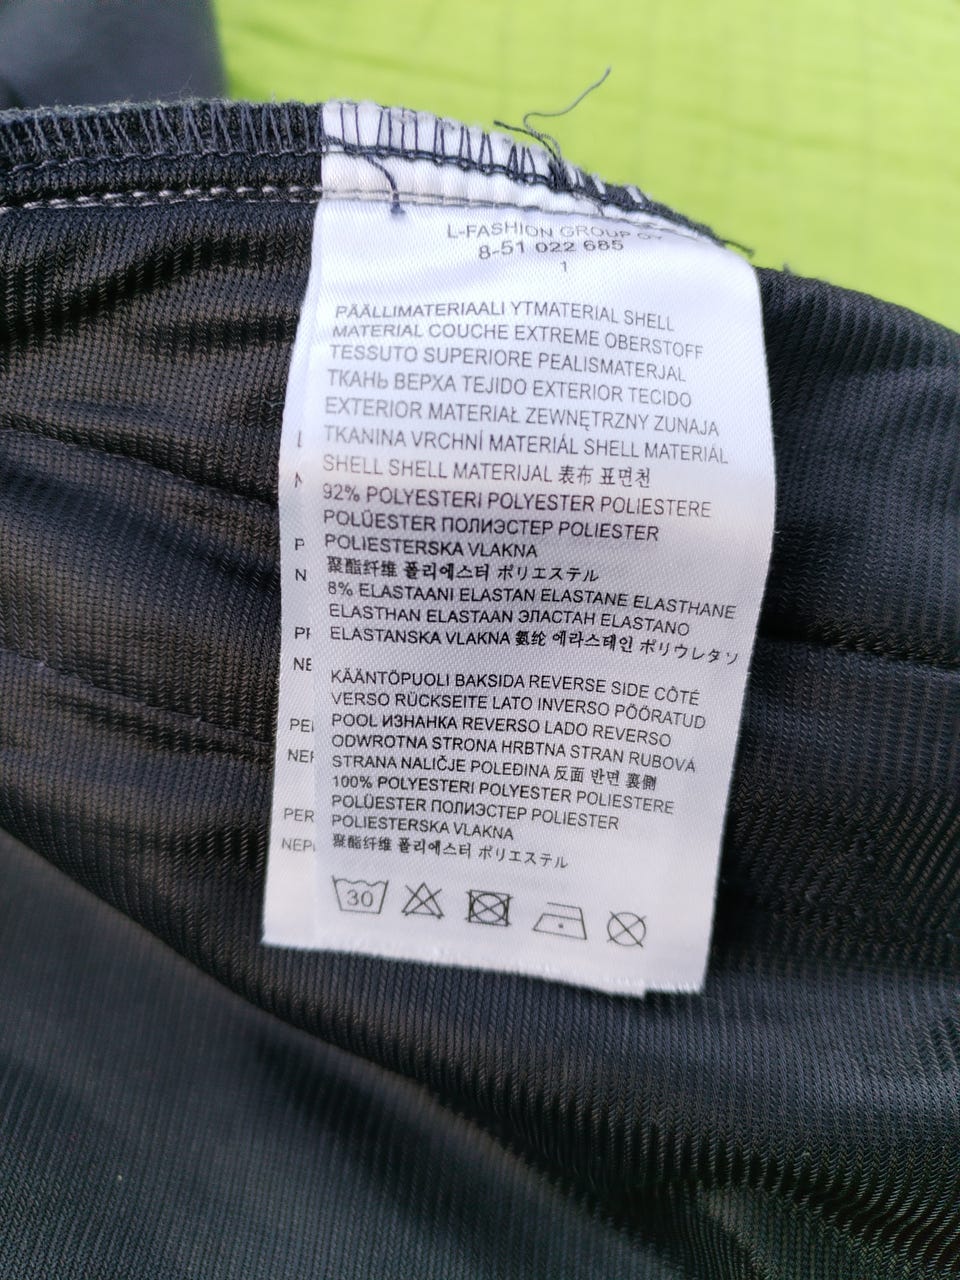 L-FASHION GROUP OY
8-51 022 685
1
PÄÄLLIMATERIAALI YTMATERIAL SHELL
MATERIAL COUCHE EXTREME OBERSTOFF
TESSUTO SUPERIORE PEALISMATERJAL
ТКАНЬ ВЕРХА TEJIDO EXTERIOR TECIDO
EXTERIOR MATERIAŁ ZEWNĘTRZNY ZUNAJA
TKANINA VRCHNÍ MATERIÁL SHELL MATERIÁL
SHELL SHELL MATERIJAL 表布 표면천
92% POLYESTERI POLYESTER POLIESTERE
POLÜESTER ПОЛИЭСТЕР POLIESTER
POLIESTERSKA VLAKNA
聚酯纤维 폴리에스터 ポリエステル
8% ELASTAANI ELASTAN ELASTANE ELASTHANE
ELASTHAN ELASTAAN ЭЛАСТАН ELASTANO
ELASTANSKA VLAKNA 氨纶 에라스테인 ポリウレタン
KÄÄNTÖPUOLI BAKSIDA REVERSE SIDE CÔTÉ
VERSO RÜCKSEITE LATO INVERSO PÖÖRATUD
POOL ИЗНАНКА REVERSO LADO REVERSO
ODWROTNA STRONA HRBTNA STRAN RUBOVÁ
STRANA NALIČJE POLEĐINA 反面 반면 裏側
100% POLYESTERI POLYESTER POLIESTERE
POLÜESTER ПОЛИЭСТЕР POLIESTER
POLIESTERSKA VLAKNA
聚酯纤维 폴리에스터 ポリエステル
30